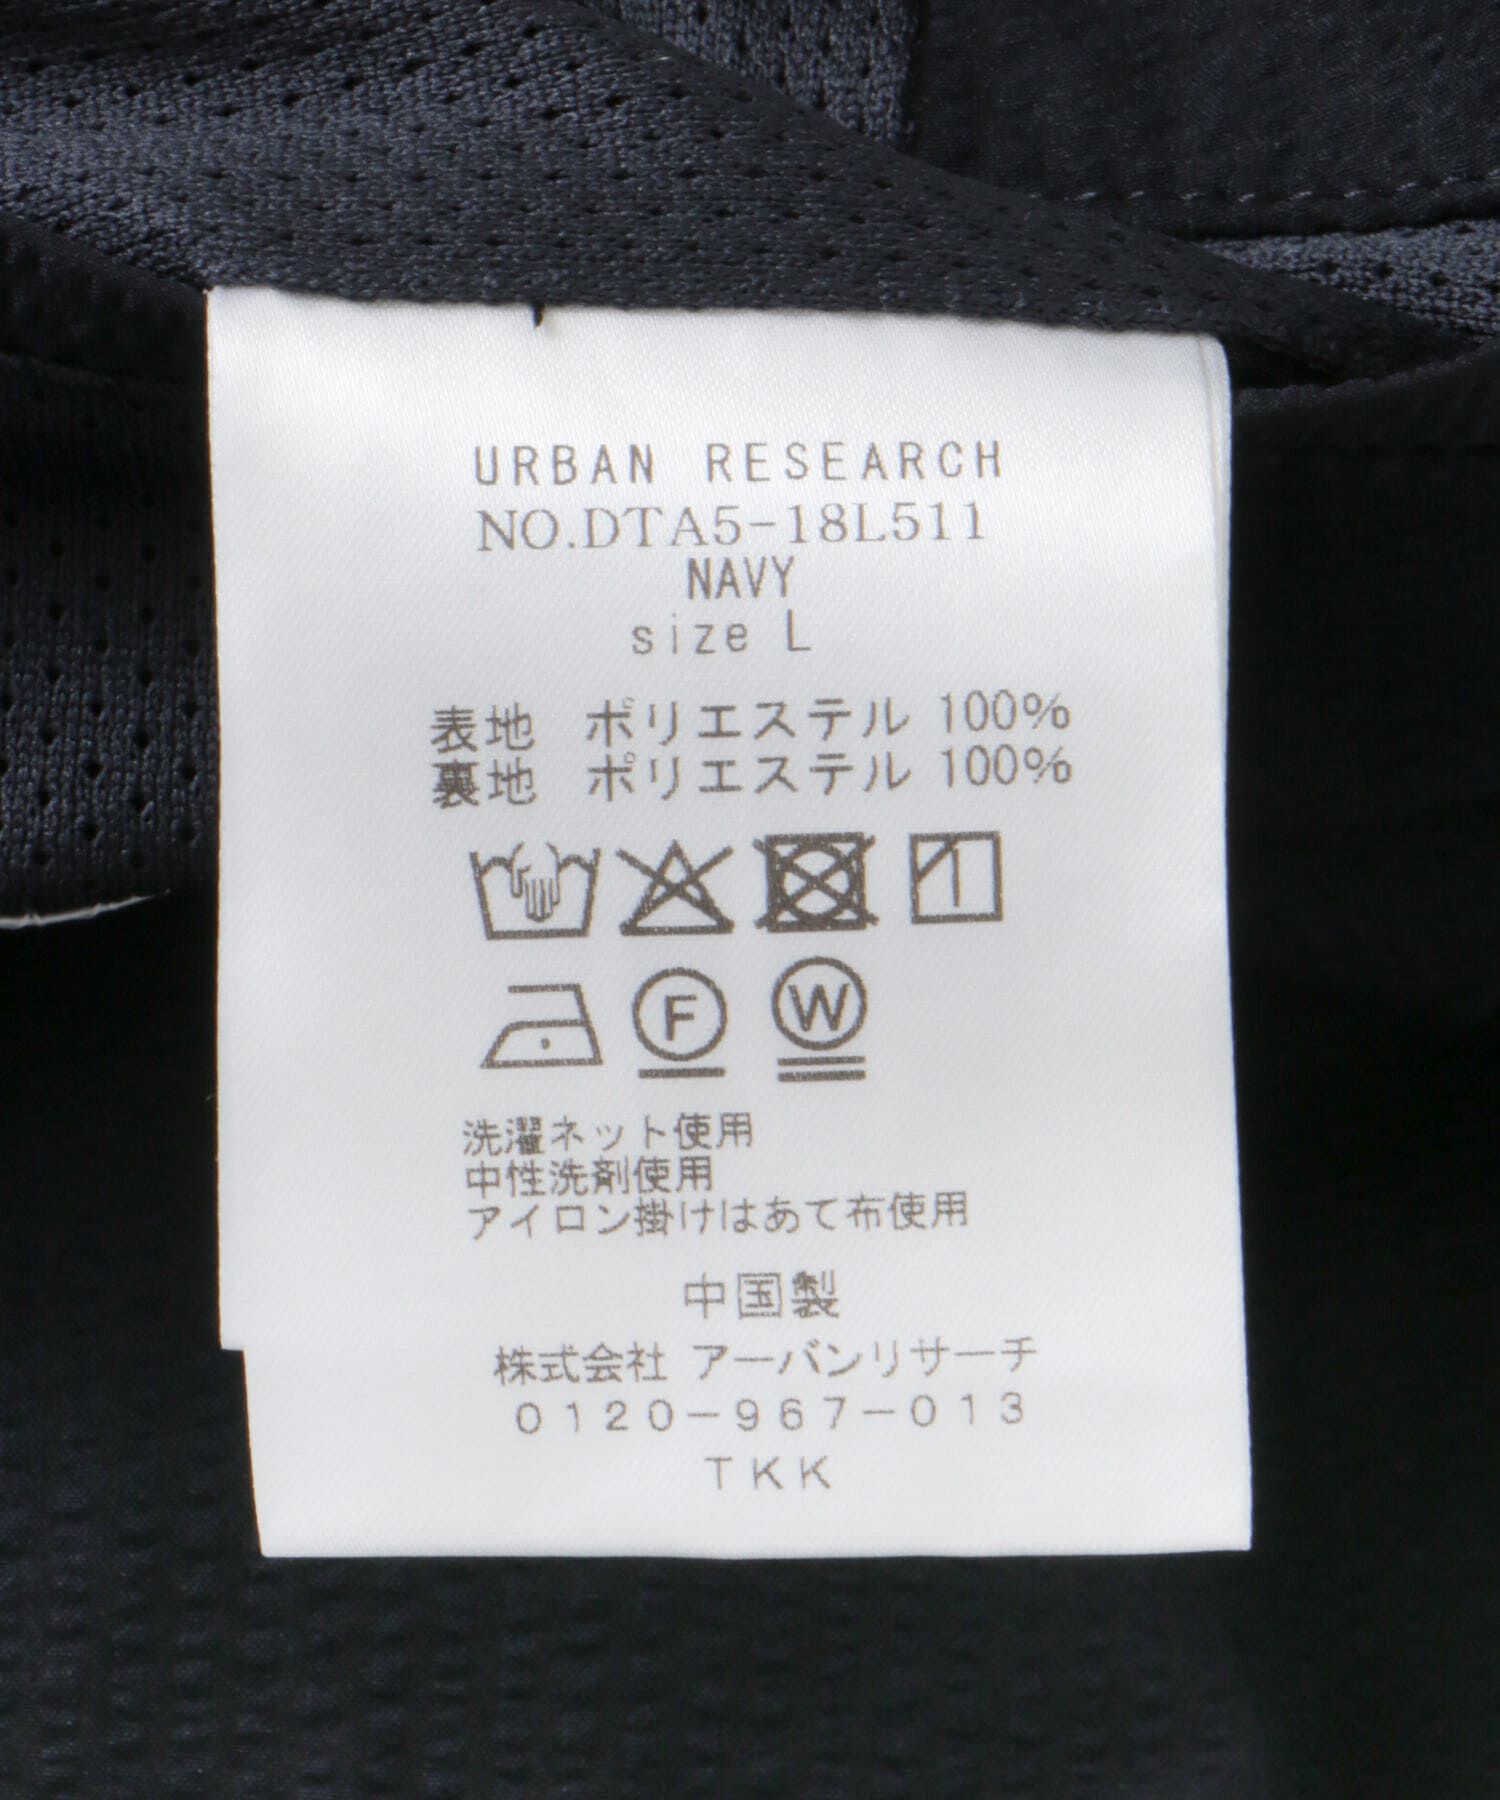 URBAN RESEARCH
NO.DTA5-18L511
NAVY
size L
表地 ポリエステル 100%
裏地 ポリエステル 100%
F W
洗濯ネット使用
中性洗剤使用
アイロン掛けはあて布使用
中国製
株式会社 アーバンリサーチ
0120-967-013
TKK